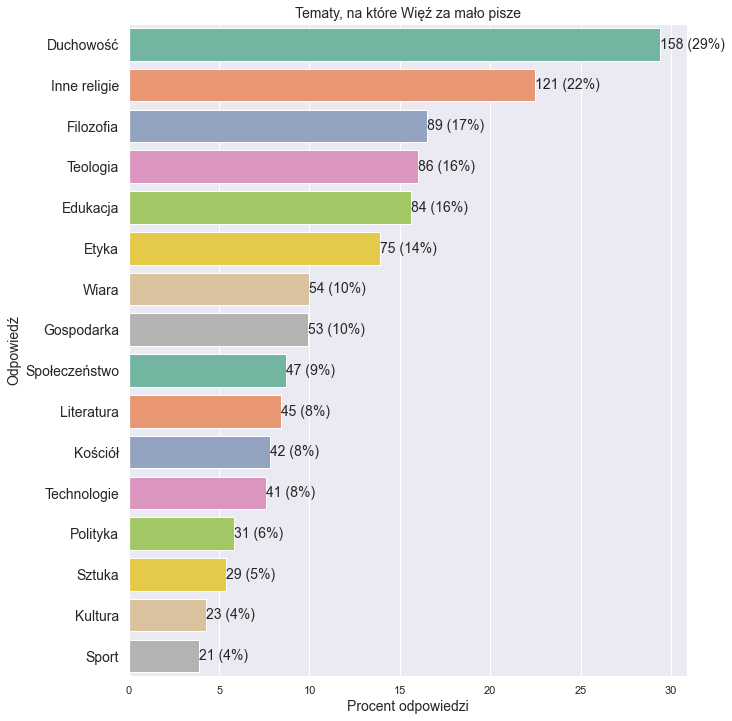 Tematy, na które Więź za mało pisze
Odpowiedź
Duchowość 158 (29%)
Inne religie 121 (22%)
Filozofia 89 (17%)
Teologia 86 (16%)
Edukacja 84 (16%)
Etyka 75 (14%)
Wiara 54 (10%)
Gospodarka 53 (10%)
Społeczeństwo 47 (9%)
Literatura 45 (8%)
Kościół 42 (8%)
Technologie 41 (8%)
Polityka 31 (6%)
Sztuka 29 (5%)
Kultura 23 (4%)
Sport 21 (4%)
0 5 10 15 20 25 30
Procent odpowiedzi